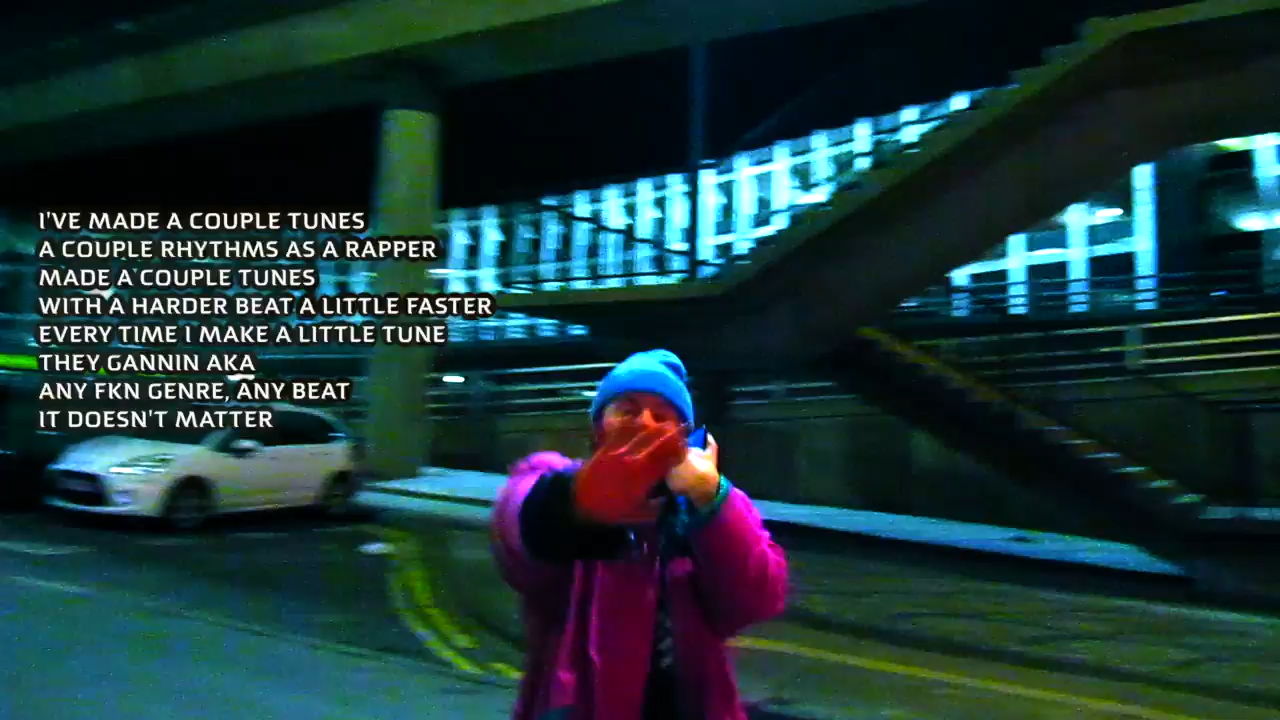 I'VE MADE A COUPLE TUNES
A COUPLE RHYTHMS AS A RAPPER
MADE A COUPLE TUNES
WITH A HARDER BEAT A LITTLE FASTER
EVERY TIME I MAKE A LITTLE TUNE
THEY GANNIN AKA
ANY FKN GENRE, ANY BEAT
IT DOESN'T MATTER